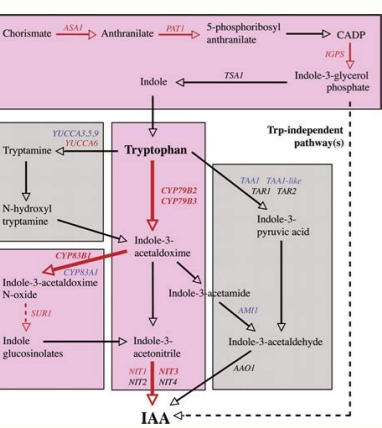 Chorismate ASA1 Anthranilate PAT1 5-phosphoribosyl
anthranilate
CADP
IGPS
Indole TSA1 Indole-3-glycerol
phosphate
Trp-independent
pathway(s)
YUCCA3,5,9
YUCCA6
Tryptamine
Tryptophan
CYP79B2
CYP79B3
TAA1 TAA1-like
TAR1 TAR2
N-hydroxyl
tryptamine
Indole-3-
pyruvic acid
Indole-3-
acetaldoxime
CYP83B1
CYP83A1
Indole-3-acetaldoxime
N-oxide
Indole-3-acetamide
SUR1
AMI1
Indole
glucosinolates
Indole-3-
acetonitrile
Indole-3-acetaldehyde
NIT1 NIT3
NIT2 NIT4
AAO1
IAA